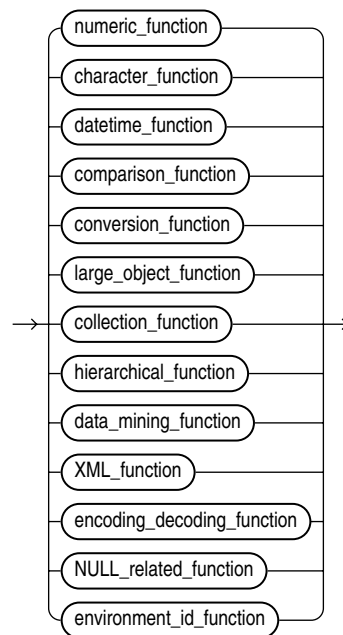 numeric_function
character_function
datetime_function
comparison_function
conversion_function
large_object_function
collection_function
hierarchical_function
data_mining_function
XML_function
encoding_decoding_function
NULL_related_function
environment_id_function